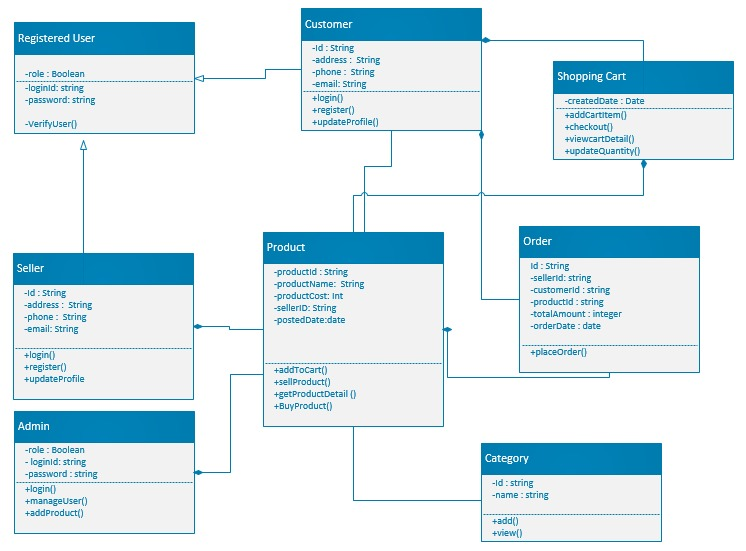 Registered User
-role : Boolean
-loginId: string
-password: string
-VerifyUser()
Customer
-Id : String
-address :  String
-phone :  String
-email: String
+login()
+register()
+updateProfile()
Shopping Cart
-createdDate : Date
+addCartItem()
+checkout()
+viewcartDetail()
+updateQuantity()
Seller
-Id : String
-address :  String
-phone :  String
-email: String
+login()
+register()
+updateProfile
Product
-productId : String
-productName:  String
-productCost: Int
-sellerID: String
-postedDate:date
+addToCart()
+sellProduct()
+getProductDetail ()
+BuyProduct()
Order
Id : String
-sellerId: string
-customerId : string
-productId : string
-totalAmount : integer
-orderDate : date
+placeOrder()
Admin
-role : Boolean
- loginId: string
-password : string
+login()
+manageUser()
+addProduct()
Category
-Id : string
-name : string
+add()
+view()